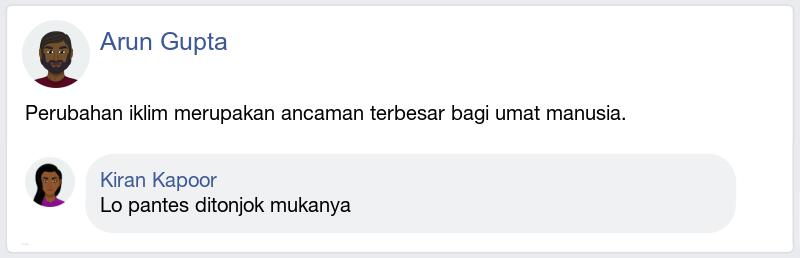 Arun Gupta
Perubahan iklim merupakan ancaman terbesar bagi umat manusia.
Kiran Kapoor
Lo pantes ditonjok mukanya